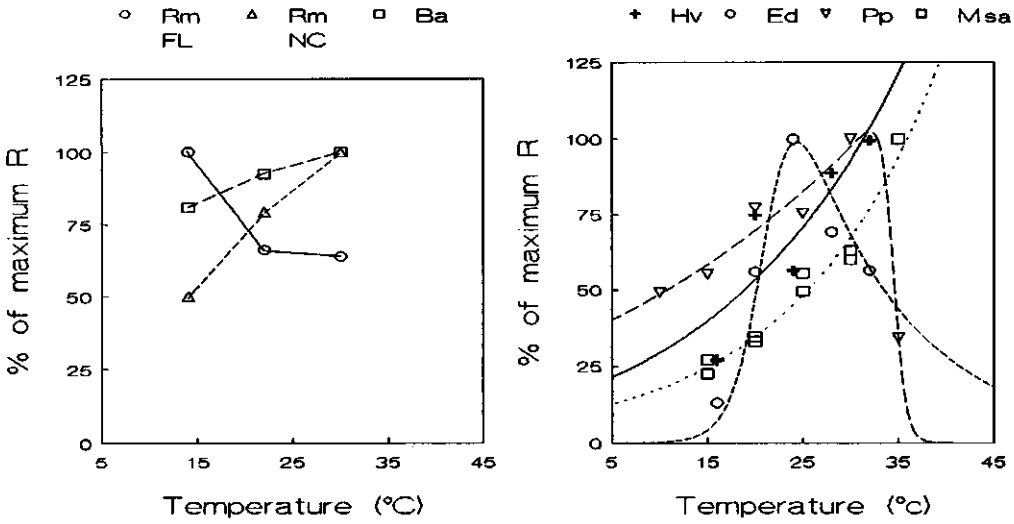 Rm FL Rm NC Ba
% of maximum R
125
100
75
50
25
0
5 15 25 35 45
Temperature (°C)
Hv Ed Pp Msa
% of maximum R
125
100
75
50
25
0
5 15 25 35 45
Temperature (°c)